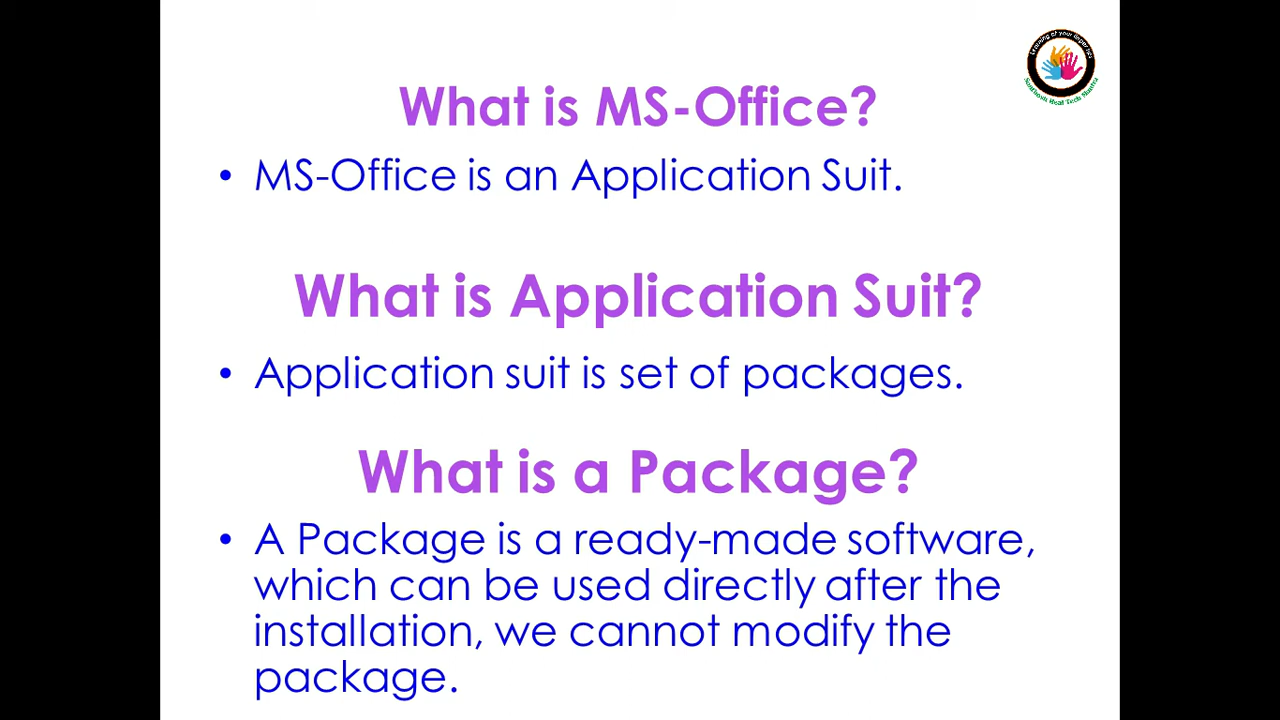 What is MS-Office?
• MS-Office is an Application Suit.
What is Application Suit?
• Application suit is set of packages.
What is a Package?
• A Package is a ready-made software,
which can be used directly after the
installation, we cannot modify the
package.